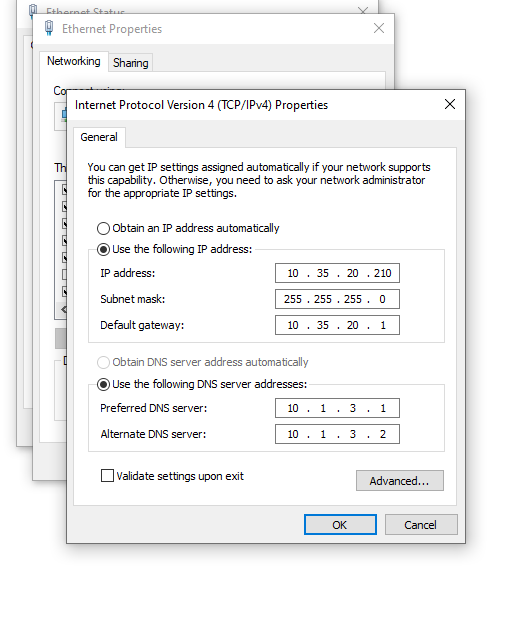 Ethernet Status
Ethernet Properties
Networking
Sharing
Internet Protocol Version 4 (TCP/IPv4) Properties
General
You can get IP settings assigned automatically if your network supports
this capability. Otherwise, you need to ask your network administrator
for the appropriate IP settings.
Obtain an IP address automatically
Use the following IP address:
IP address: 10 . 35 . 20 . 210
Subnet mask: 255 . 255 . 255 . 0
Default gateway: 10 . 35 . 20 . 1
Obtain DNS server address automatically
Use the following DNS server addresses:
Preferred DNS server: 10 . 1 . 3 . 1
Alternate DNS server: 10 . 1 . 3 . 2
Validate settings upon exit
Advanced...
OK
Cancel